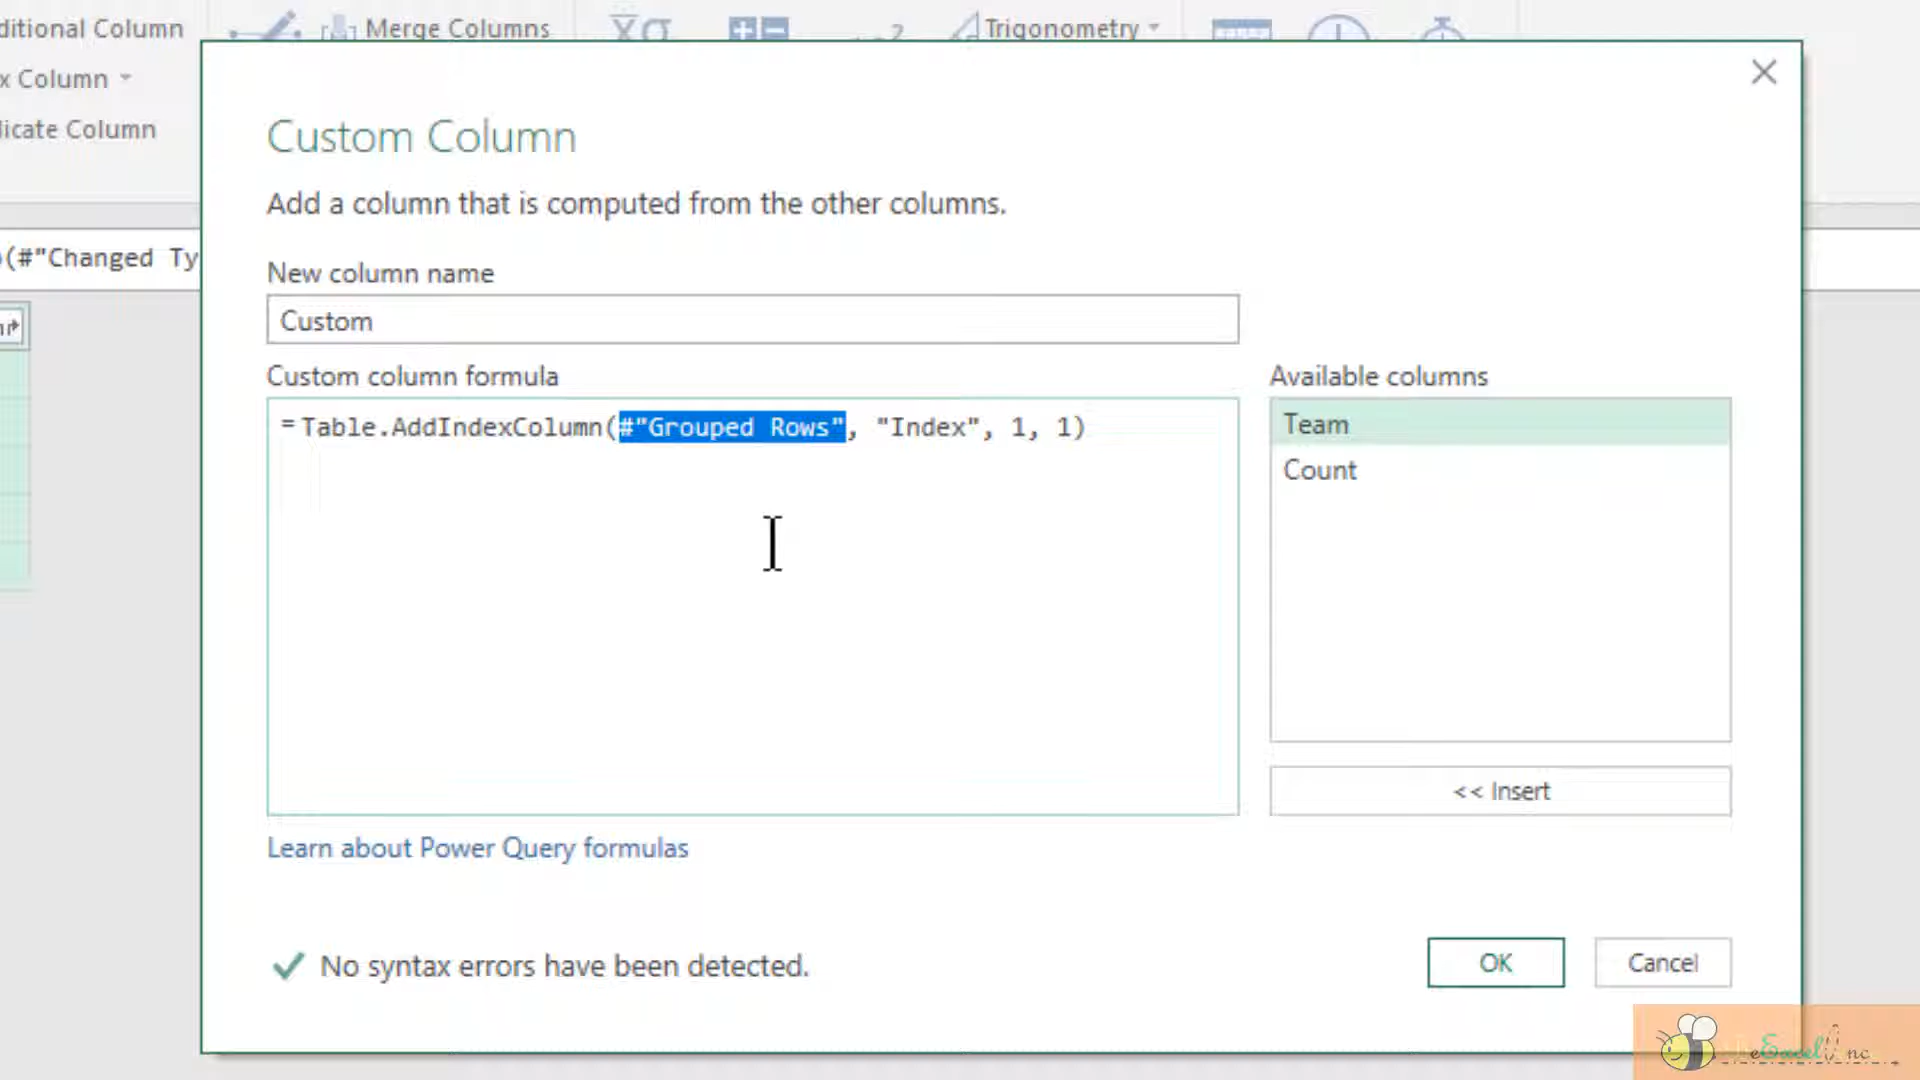 ditional Column
Merge Columns
Trigonometry
x Column
licate Column
Custom Column
Add a column that is computed from the other columns.
(#"Changed Ty
New column name
Custom
Custom column formula
Available columns
= Table.AddIndexColumn(#"Grouped Rows", "Index", 1, 1)
Team
Count
<< Insert
Learn about Power Query formulas
No syntax errors have been detected.
OK
Cancel